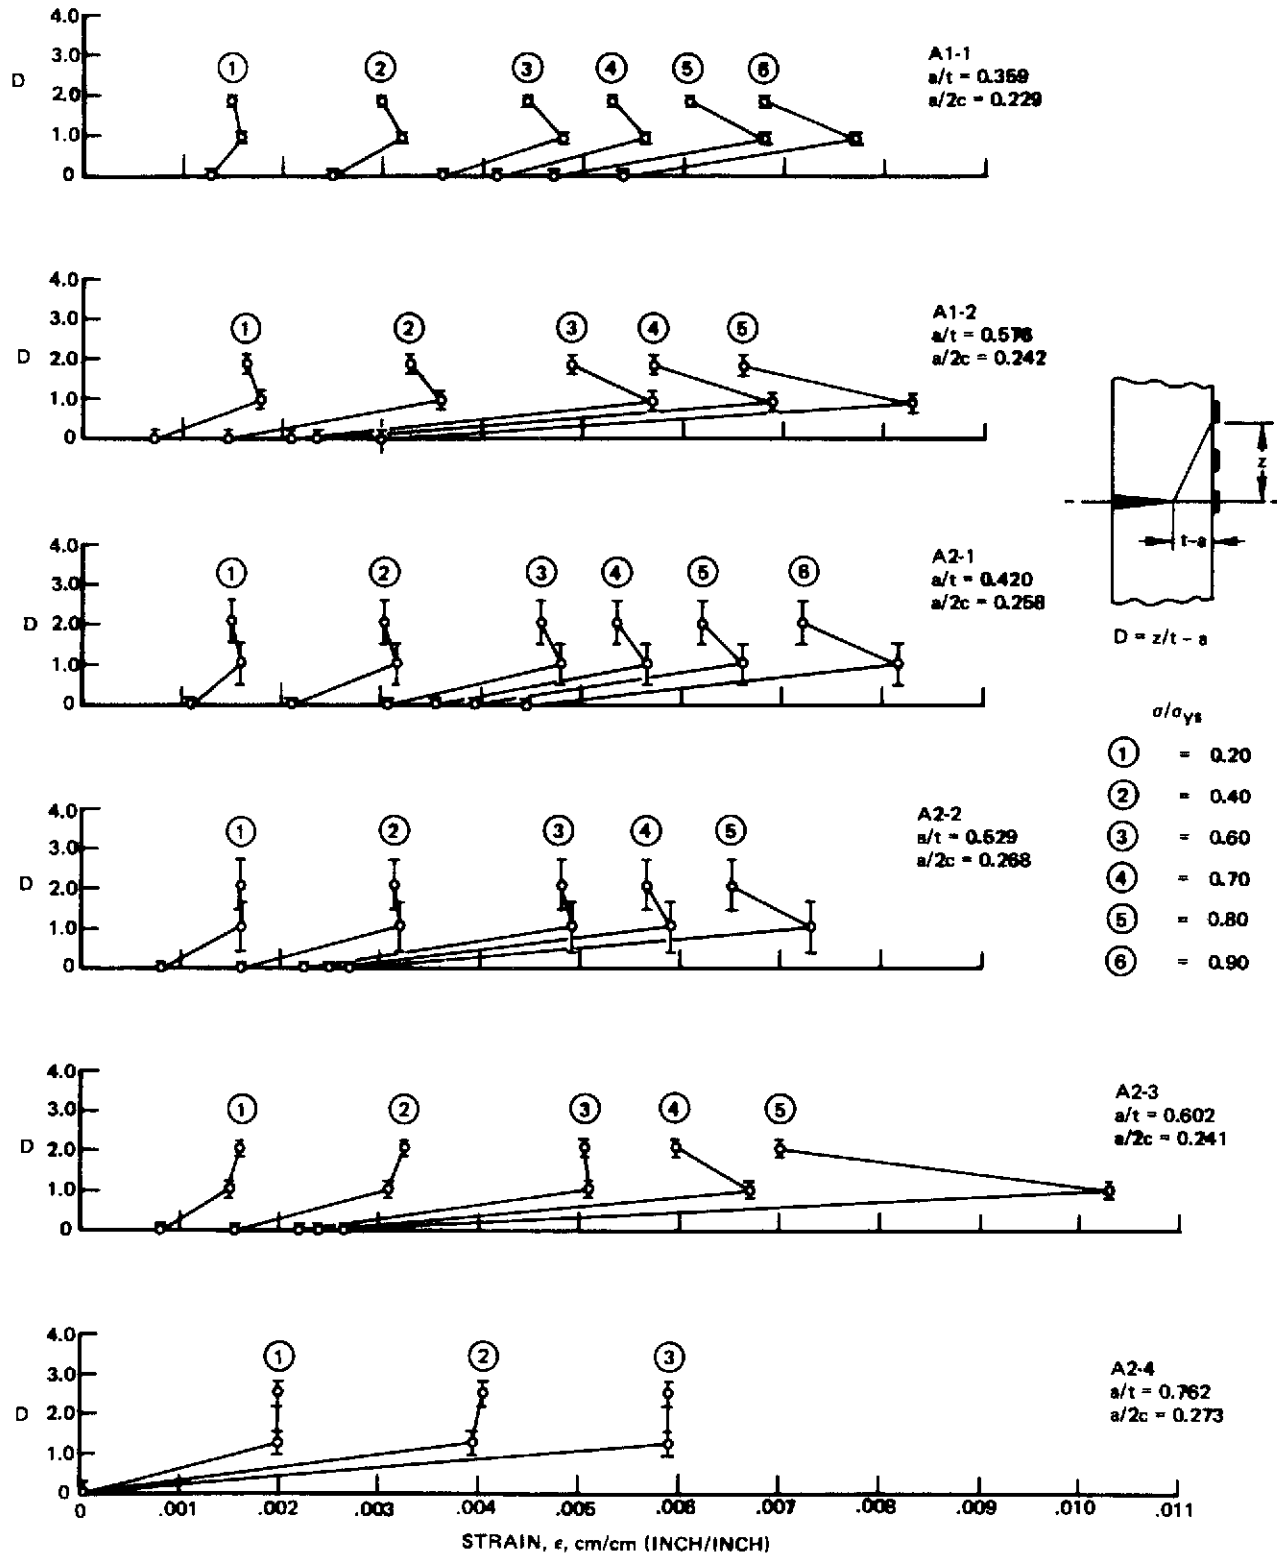 4.0
3.0
D
2.0
1.0
0
1 2 3 4 5 6
A1-1
a/t = 0.359
a/2c = 0.229
4.0
3.0
D
2.0
1.0
0
1 2 3 4 5
A1-2
a/t = 0.576
a/2c = 0.242
z
t-a
D = z/t - a
4.0
3.0
D
2.0
1.0
0
1 2 3 4 5 6
A2-1
a/t = 0.420
a/2c = 0.258
σ/σYs
1 = 0.20
2 = 0.40
3 = 0.60
4 = 0.70
5 = 0.80
6 = 0.90
4.0
3.0
D
2.0
1.0
0
1 2 3 4 5
A2-2
a/t = 0.529
a/2c = 0.268
4.0
3.0
D
2.0
1.0
0
1 2 3 4 5
A2-3
a/t = 0.602
a/2c = 0.241
4.0
3.0
D
2.0
1.0
0
1 2 3
A2-4
a/t = 0.762
a/2c = 0.273
0 .001 .002 .003 .004 .005 .006 .007 .008 .009 .010 .011
STRAIN, ε, cm/cm (INCH/INCH)